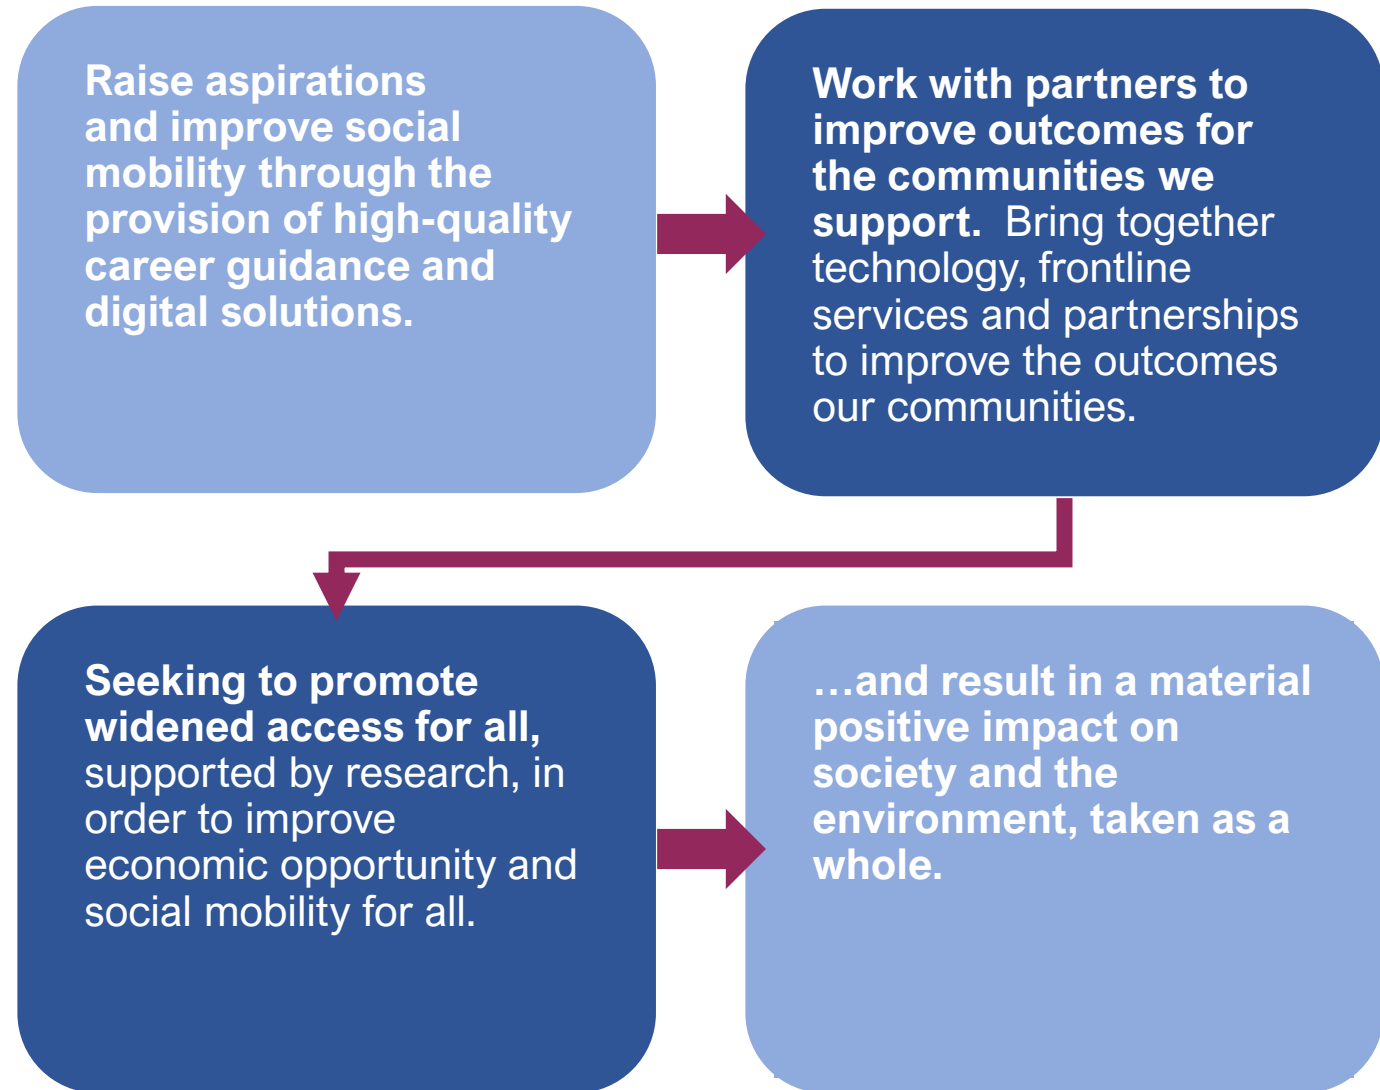 Raise aspirations
and improve social
mobility through the
provision of high-quality
career guidance and
digital solutions.
Work with partners to
improve outcomes for
the communities we
support.  Bring together
technology, frontline
services and partnerships
to improve the outcomes
our communities.
Seeking to promote
widened access for all,
supported by research, in
order to improve
economic opportunity and
social mobility for all.
…and result in a material
positive impact on
society and the
environment, taken as a
whole.